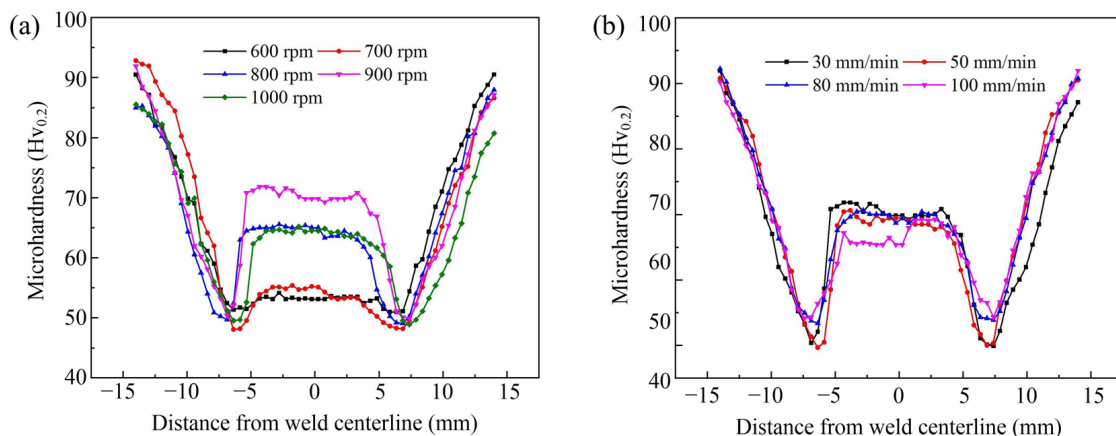 (a)
100
90
80
70
60
50
40
Microhardness (Hv0.2)
600 rpm 700 rpm
800 rpm 900 rpm
1000 rpm
−15 −10 −5 0 5 10 15
Distance from weld centerline (mm)
(b)
100
90
80
70
60
50
40
Microhardness (Hv0.2)
30 mm/min 50 mm/min
80 mm/min 100 mm/min
−15 −10 −5 0 5 10 15
Distance from weld centerline (mm)